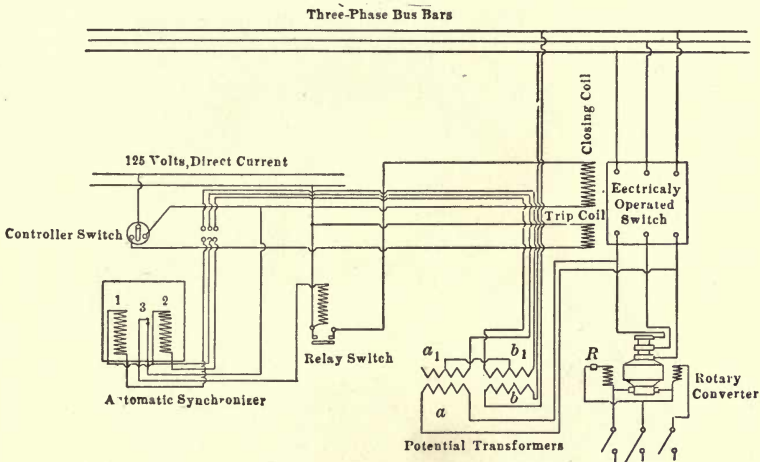 Three-Phase Bus Bars
Closing Coil
125 Volts, Direct Current
Eectricaly
Operated
Switch
Trip Coil
Controller Switch
1
3
2
a1
b1
R
Relay Switch
Rotary
Converter
Automatic Synchronizer
a
b
Potential Transformers